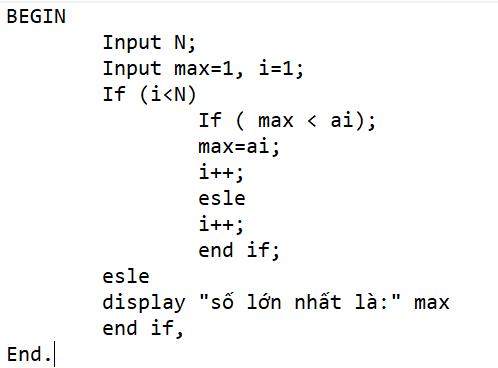 BEGIN
Input N;
Input max=1, i=1;
If (i<N)
If ( max < ai);
max=ai;
i++;
esle
i++;
end if;
esle
display "số lớn nhất là:" max
end if,
End.